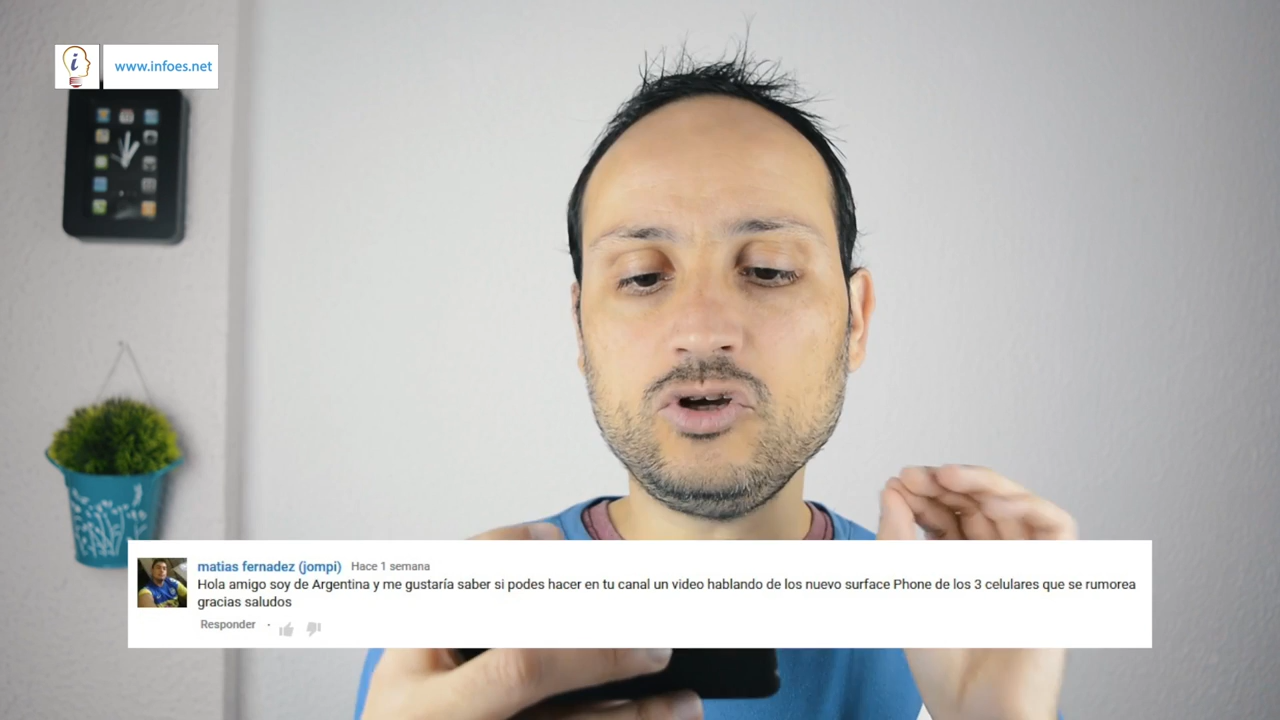 i
www.infoes.net
matias fernadez (jompi) Hace 1 semana
Hola amigo soy de Argentina y me gustaría saber si podes hacer en tu canal un video hablando de los nuevo surface Phone de los 3 celulares que se rumorea
gracias saludos
Responder ·